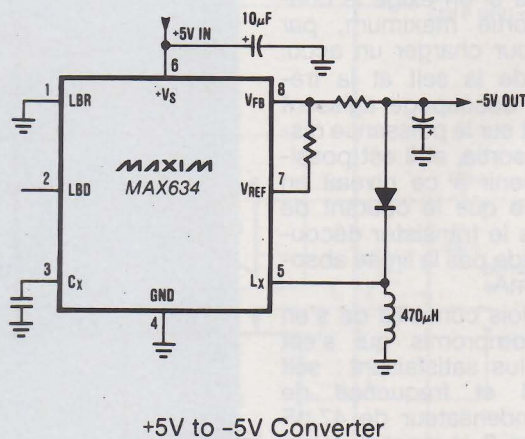 10µF
+5V IN
+
6
1
LBR
+VS
VFB
8
-5V OUT
+
MAXIM
MAX634
2
LBD
VREF
7
3
CX
GND
LX
5
4
470µH
+5V to -5V Converter